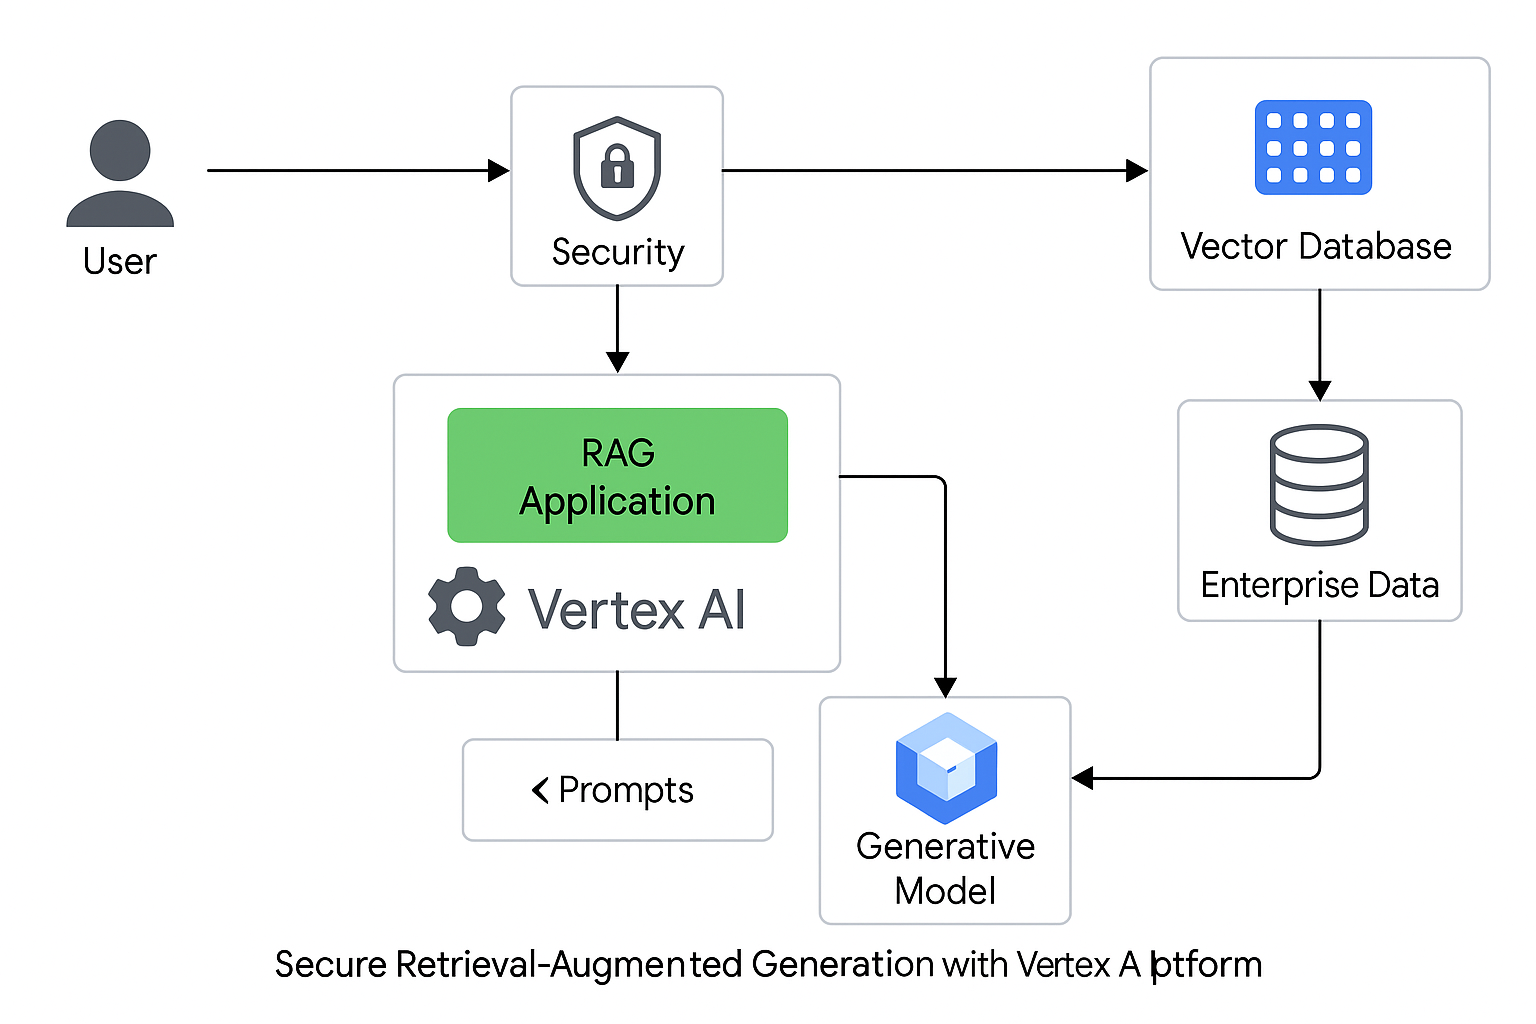 User
Security
Vector Database
RAG
Application
Vertex AI
Enterprise Data
< Prompts
Generative
Model
Secure Retrieval-Augmented Generation with Vertex A ptform